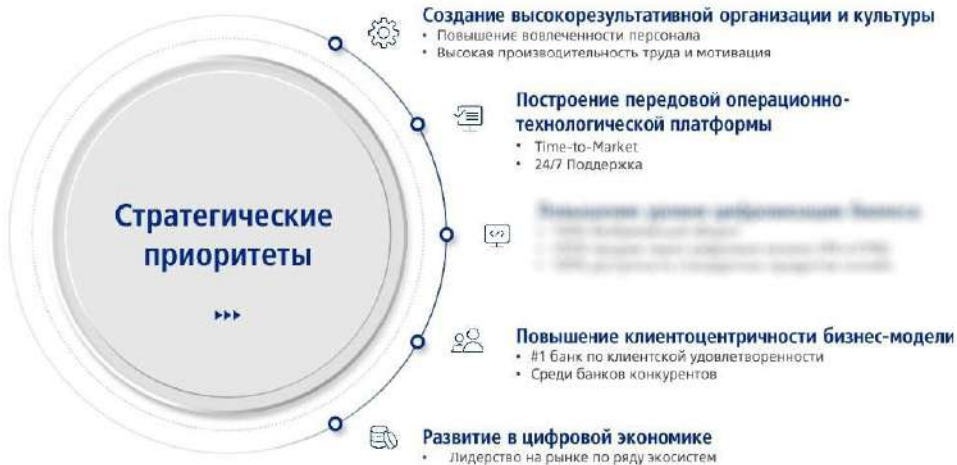 Создание высокорезультативной организации и культуры
• Повышение вовлеченности персонала
• Высокая производительность труда и мотивация
Построение передовой операционно-
технологической платформы
• Time-to-Market
• 24/7 Поддержка
Стратегические
приоритеты
Повышение клиентоцентричности бизнес-модели
• #1 банк по клиентской удовлетворенности
• Среди банков конкурентов
Развитие в цифровой экономике
• Лидерство на рынке по ряду экосистем